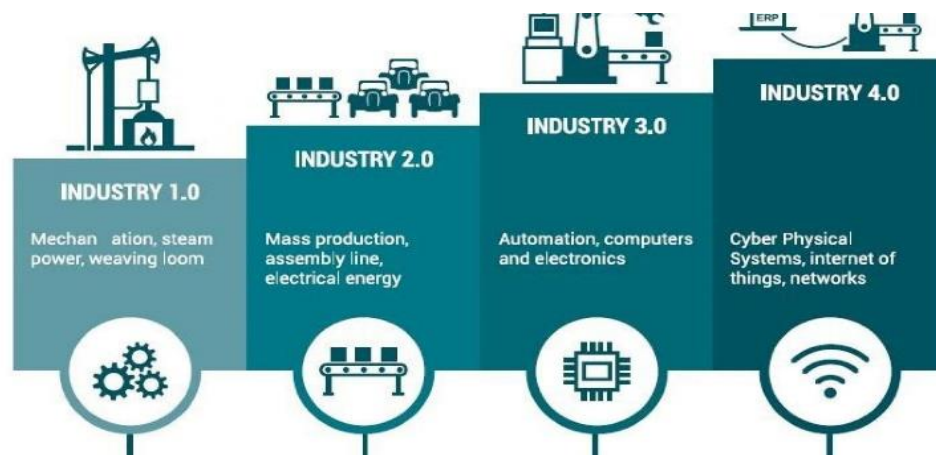 ERP
INDUSTRY 1.0
Mechan ation, steam
power, weaving loom
INDUSTRY 2.0
Mass production,
assembly line,
electrical energy
INDUSTRY 3.0
Automation, computers
and electronics
INDUSTRY 4.0
Cyber Physical
Systems, internet of
things, networks